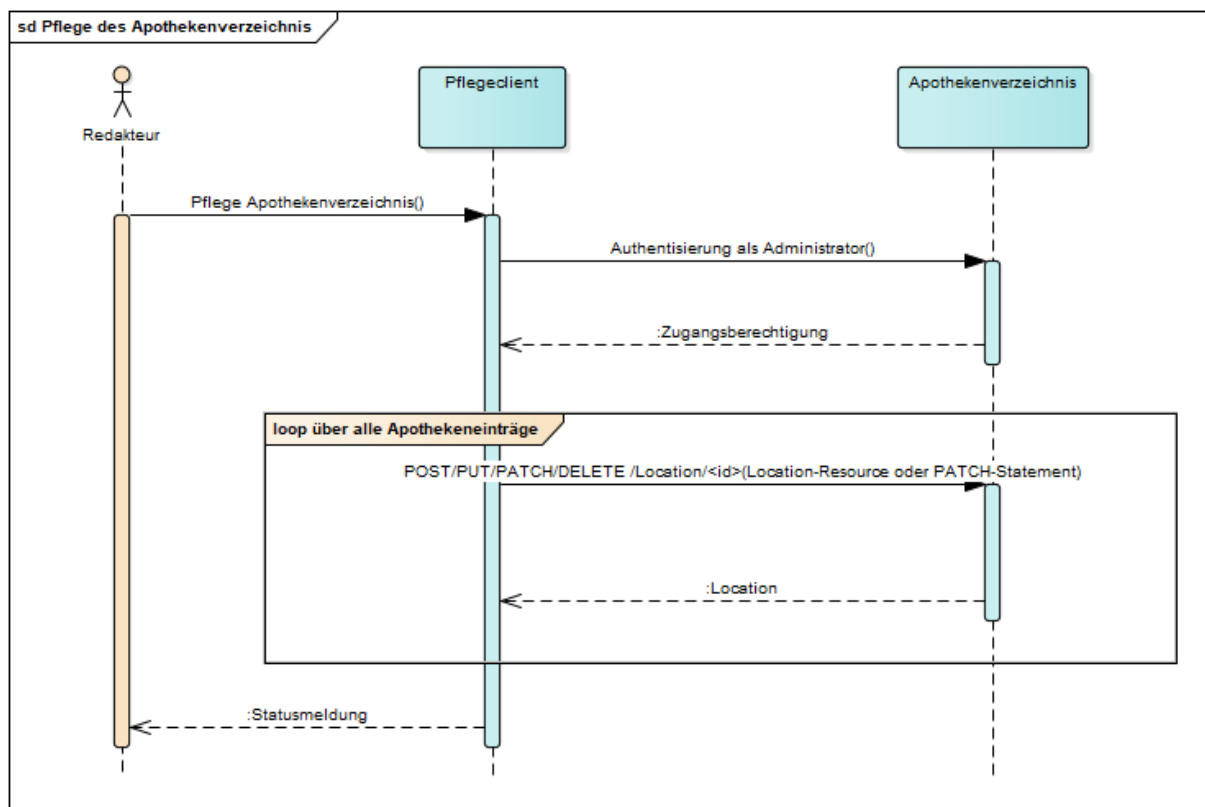 sd Pflege des Apothekenverzeichnis
Redakteur
Pflegeclient
Apothekenverzeichnis
Pflege Apothekenverzeichnis()
Authentisierung als Administrator()
:Zugangsberechtigung
loop über alle Apothekeneinträge
POST/PUT/PATCH/DELETE /Location/<id>(Location-Resource oder PATCH-Statement)
:Location
:Statusmeldung